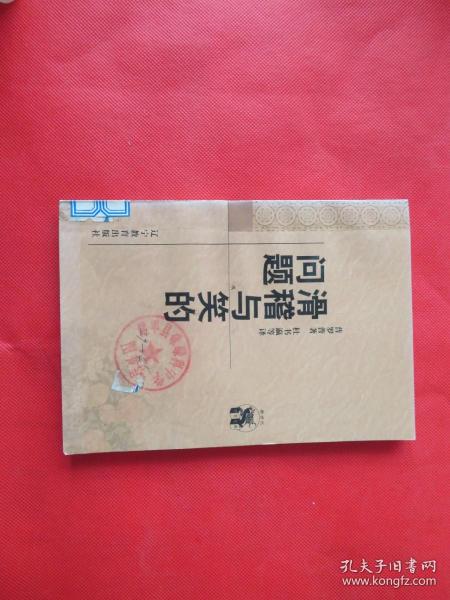 滑稽与笑的
问题
普罗普著 杜书瀛等译
辽宁教育出版社
孔夫子旧书网
www.kongfz.com